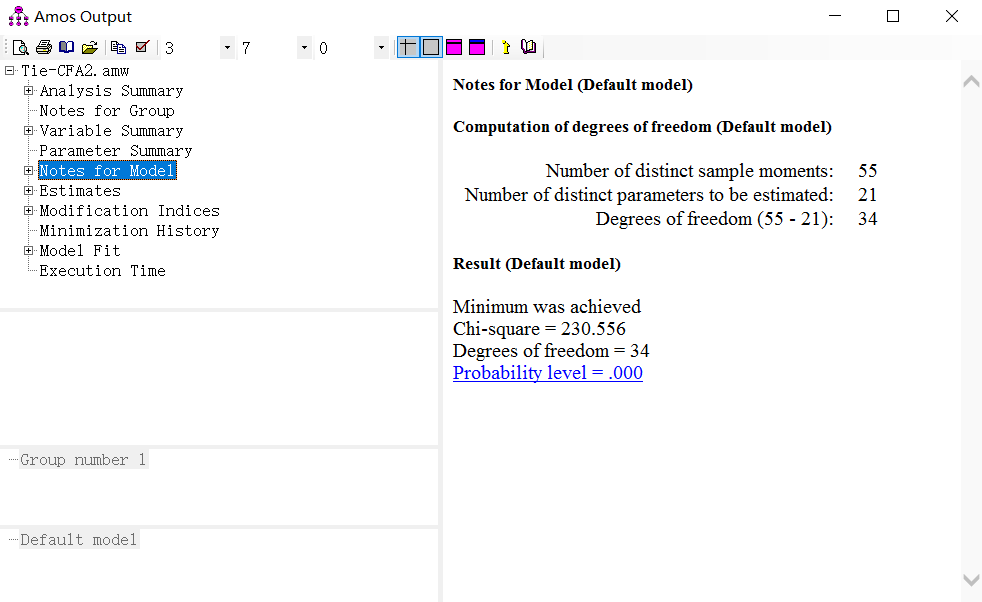 Amos Output
3 7 0
Tie-CFA2.amw
Analysis Summary
Notes for Group
Variable Summary
Parameter Summary
Notes for Model
Estimates
Modification Indices
Minimization History
Model Fit
Execution Time
Group number 1
Default model
Notes for Model (Default model)
Computation of degrees of freedom (Default model)
Number of distinct sample moments: 55
Number of distinct parameters to be estimated: 21
Degrees of freedom (55 - 21): 34
Result (Default model)
Minimum was achieved
Chi-square = 230.556
Degrees of freedom = 34
Probability level = .000